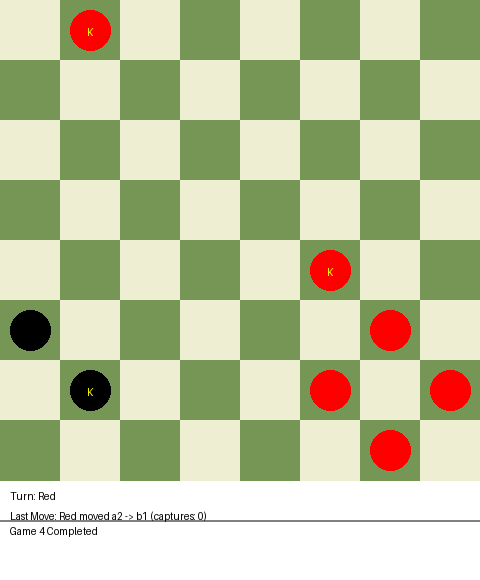 K
K
K
Turn: Red
Last Move: Red moved a2 -> b1 (captures: 0)
Game 4 Completed